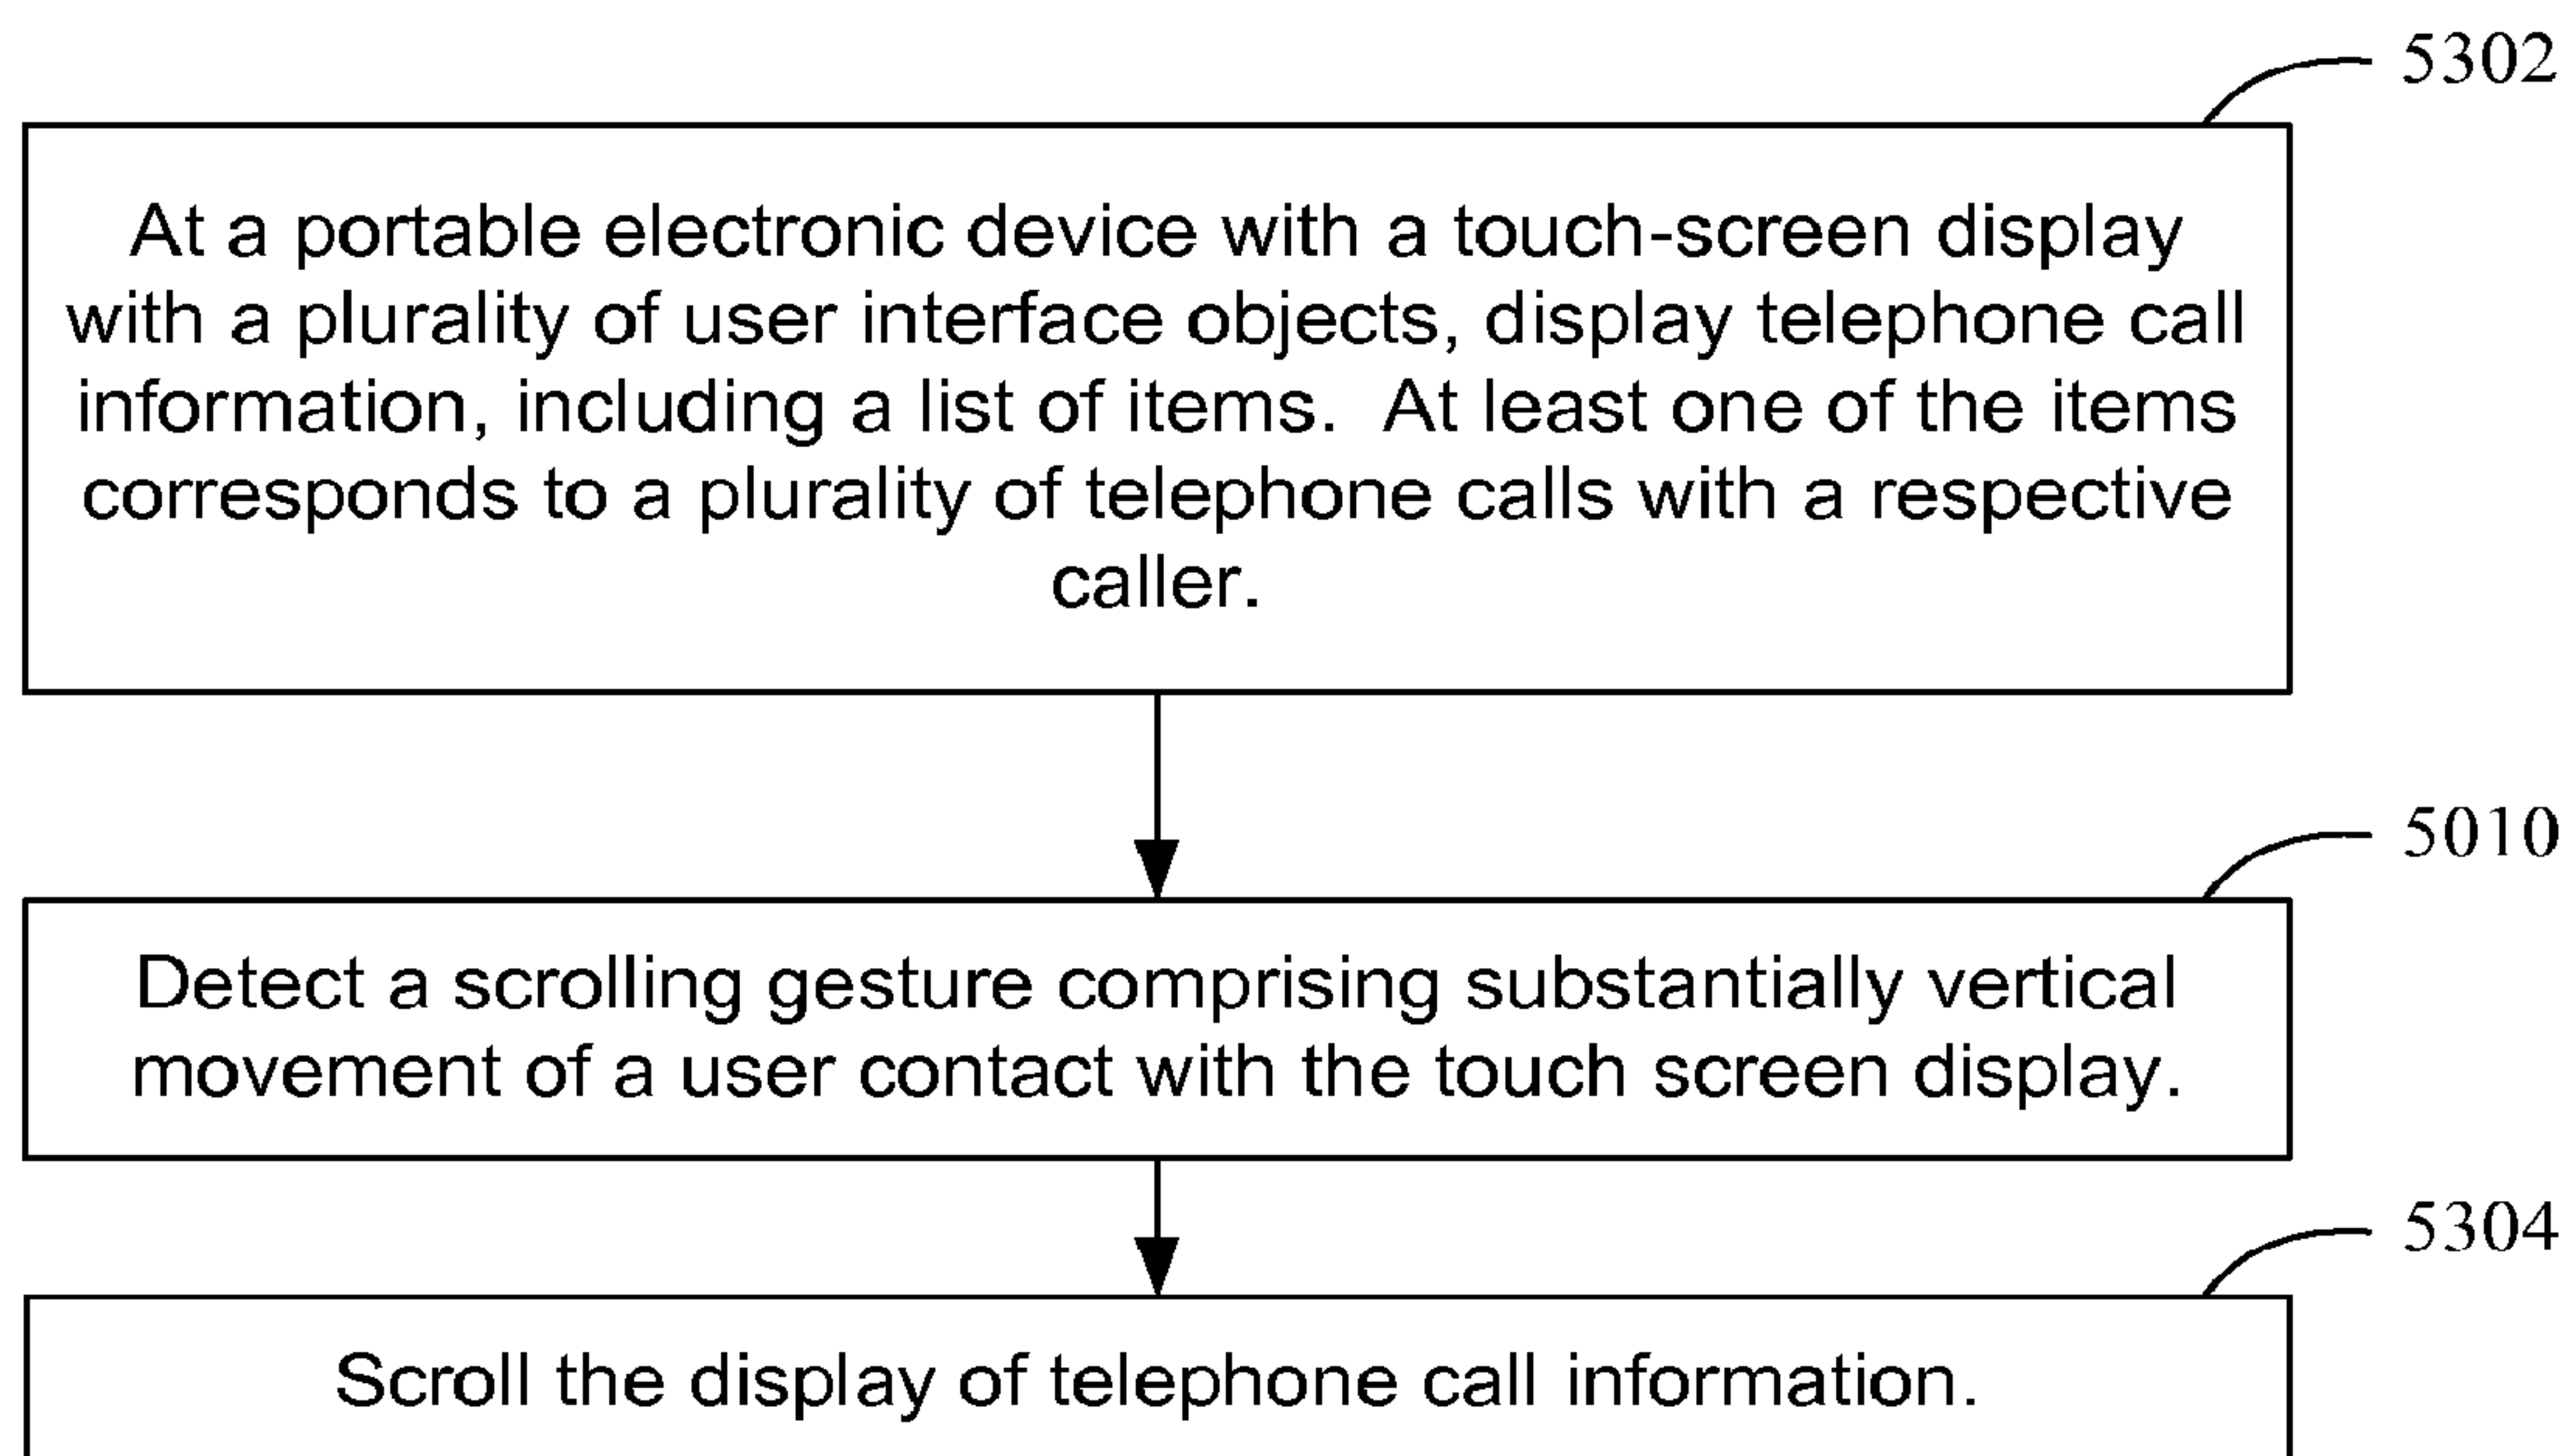 5302
At a portable electronic device with a touch-screen display
with a plurality of user interface objects, display telephone call
information, including a list of items.  At least one of the items
corresponds to a plurality of telephone calls with a respective
caller.
5010
Detect a scrolling gesture comprising substantially vertical
movement of a user contact with the touch screen display.
5304
Scroll the display of telephone call information.